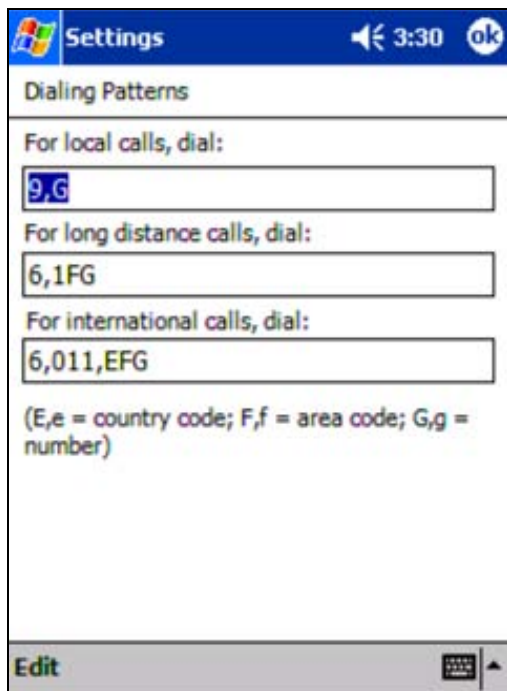 Settings 3:30 ok
Dialing Patterns
For local calls, dial:
9,G
For long distance calls, dial:
6,1FG
For international calls, dial:
6,011,EFG
(E,e = country code; F,f = area code; G,g =
number)
Edit